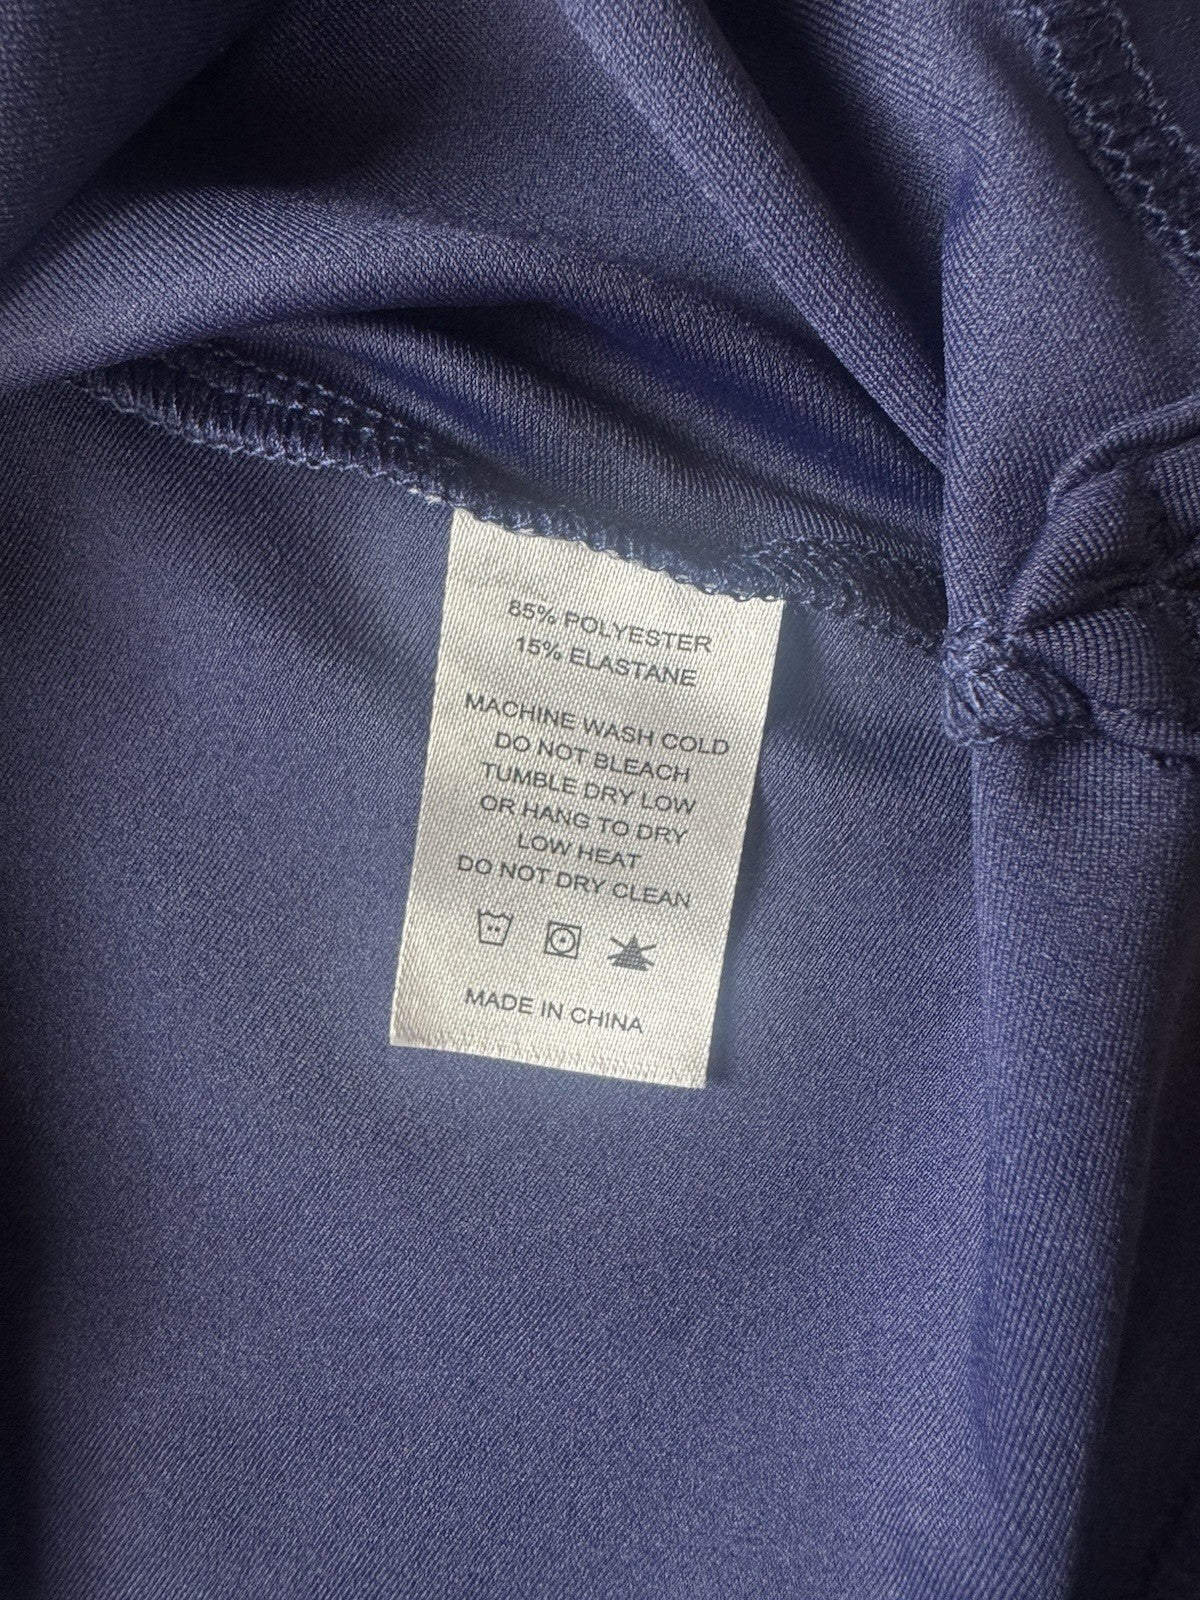 85% POLYESTER
15% ELASTANE
MACHINE WASH COLD
DO NOT BLEACH
TUMBLE DRY LOW
OR HANG TO DRY
LOW HEAT
DO NOT DRY CLEAN
MADE IN CHINA